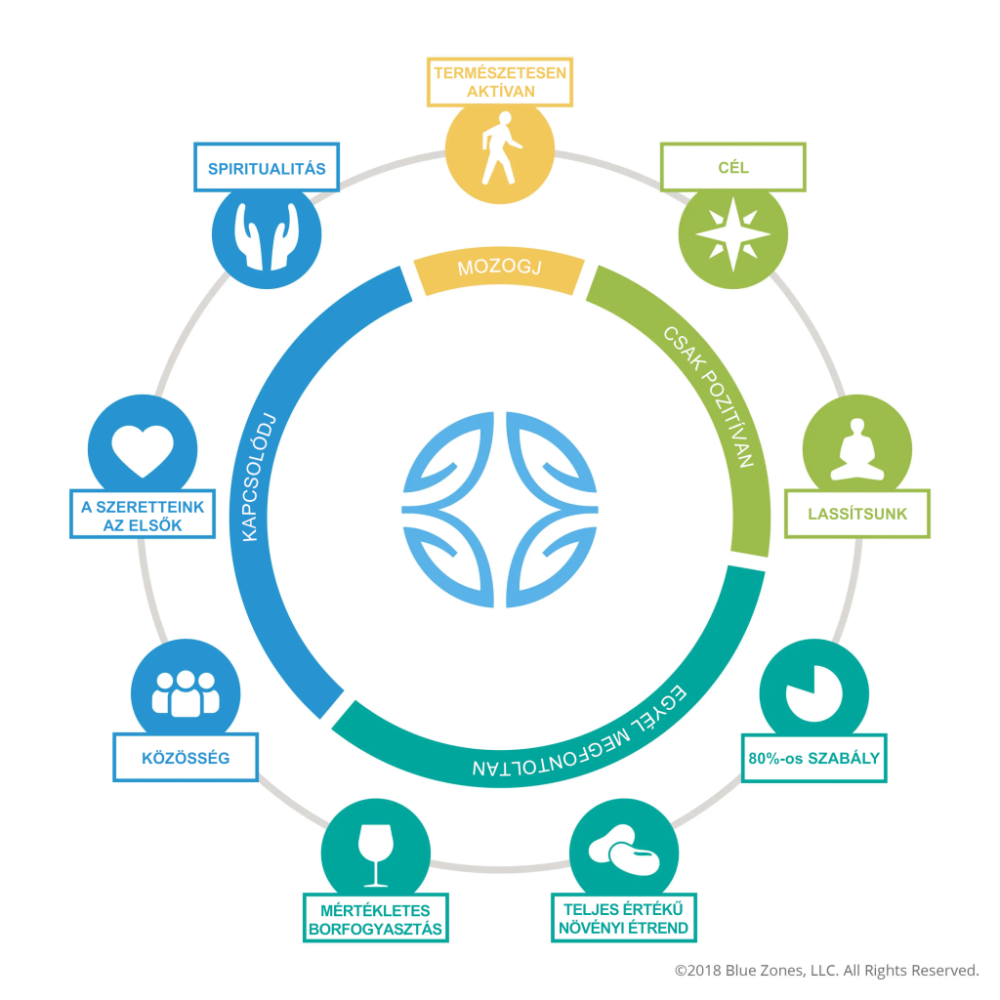 TERMÉSZETESEN
AKTÍVAN
SPIRITUALITÁS
CÉL
MOZOGJ
CSAK POZITÍVAN
KAPCSOLÓDJ
A SZERETTEINK
AZ ELSŐK
LASSÍTSUNK
EGYÉL MEGFONTOLTAN
KÖZÖSSÉG
80%-os SZABÁLY
MÉRTÉKLETES
BORFOGYASZTÁS
TELJES ÉRTÉKŰ
NÖVÉNYI ÉTREND
©2018 Blue Zones, LLC. All Rights Reserved.